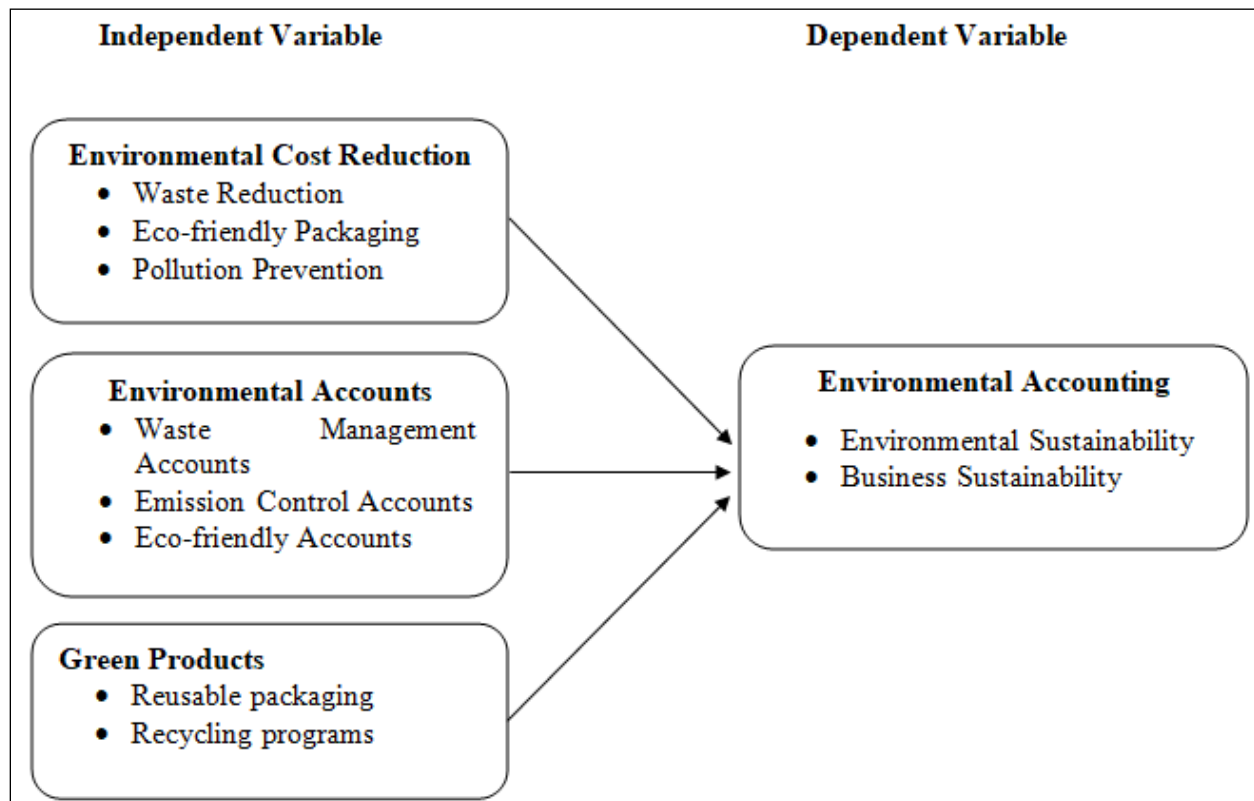 Independent Variable
Dependent Variable
Environmental Cost Reduction
• Waste Reduction
• Eco-friendly Packaging
• Pollution Prevention
Environmental Accounts
• Waste Management
Accounts
• Emission Control Accounts
• Eco-friendly Accounts
Green Products
• Reusable packaging
• Recycling programs
Environmental Accounting
• Environmental Sustainability
• Business Sustainability